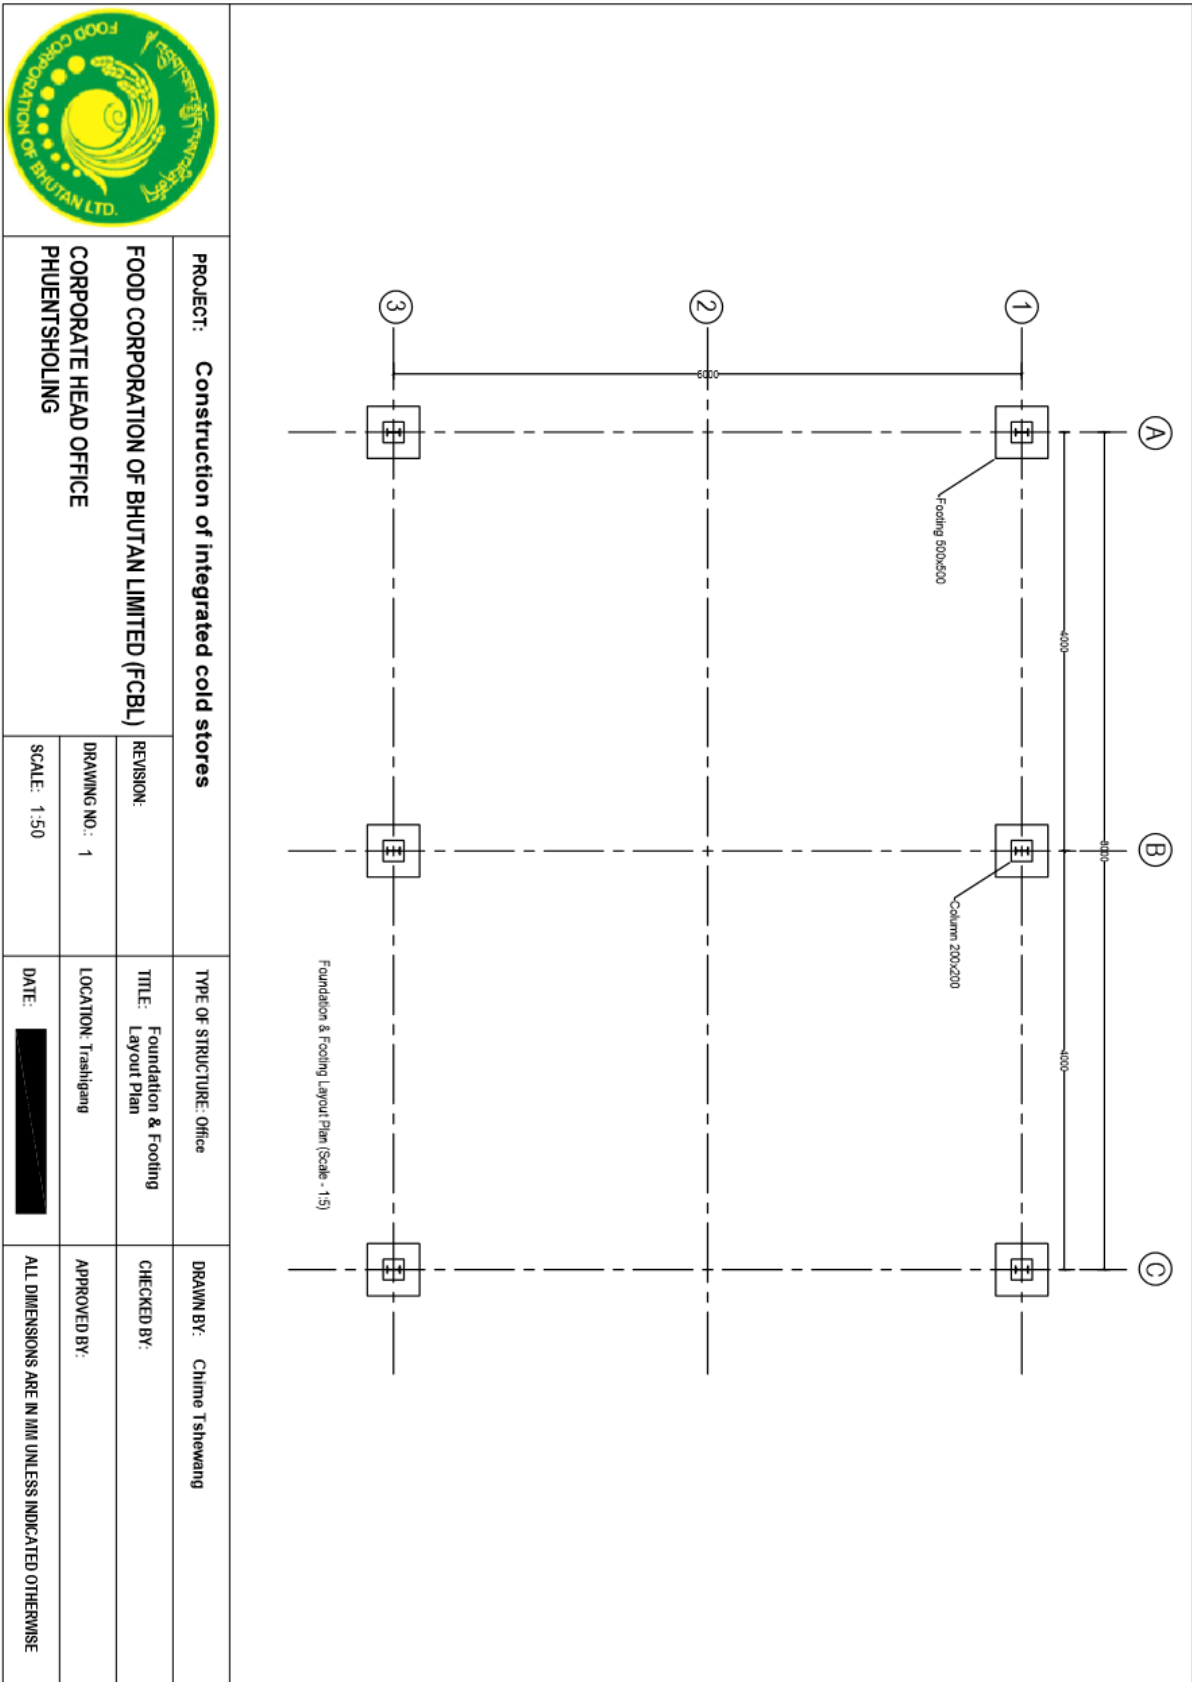 A
B
C
1
2
3
8000
4000
4000
6000
Footing 500x500
Column 200x200
Foundation & Footing Layout Plan (Scale - 1:5)
FOOD CORPORATION OF BHUTAN LTD.
PROJECT: Construction of integrated cold stores
FOOD CORPORATION OF BHUTAN LIMITED (FCBL)
CORPORATE HEAD OFFICE
PHUENTSHOLING
REVISION:
DRAWING NO.: 1
SCALE: 1:50
TYPE OF STRUCTURE: Office
TITLE: Foundation & Footing
Layout Plan
LOCATION: Trashigang
DATE:
DRAWN BY: Chime Tshewang
CHECKED BY:
APPROVED BY:
ALL DIMENSIONS ARE IN MM UNLESS INDICATED OTHERWISE